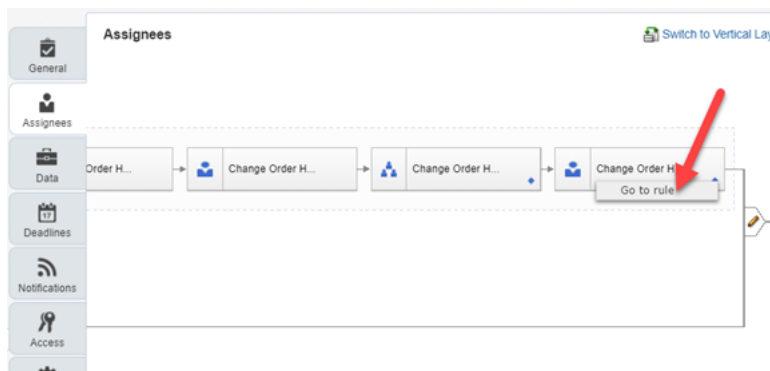 Assignees
Switch to Vertical Lay
General
Assignees
Data
Order H...
Change Order H...
Change Order H...
Change Order H
Go to rule
17
Deadlines
Notifications
Access